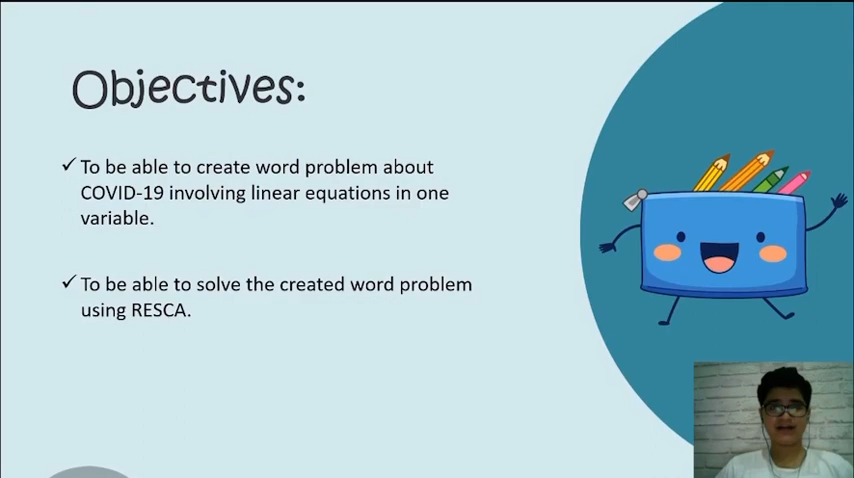 Objectives:
✓ To be able to create word problem about
COVID-19 involving linear equations in one
variable.
✓ To be able to solve the created word problem
using RESCA.